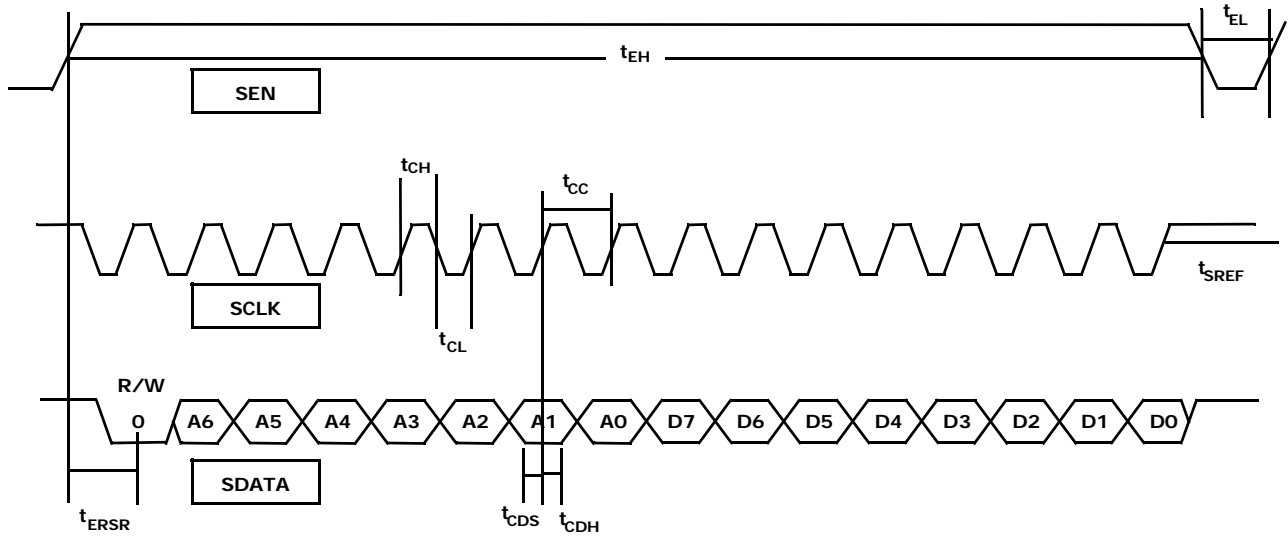 tEL
tEH
SEN
tCH
tCC
SCLK
tCL
tSREF
R/W
0 A6 A5 A4 A3 A2 A1 A0 D7 D6 D5 D4 D3 D2 D1 D0
SDATA
tERSR
tCDS
tCDH